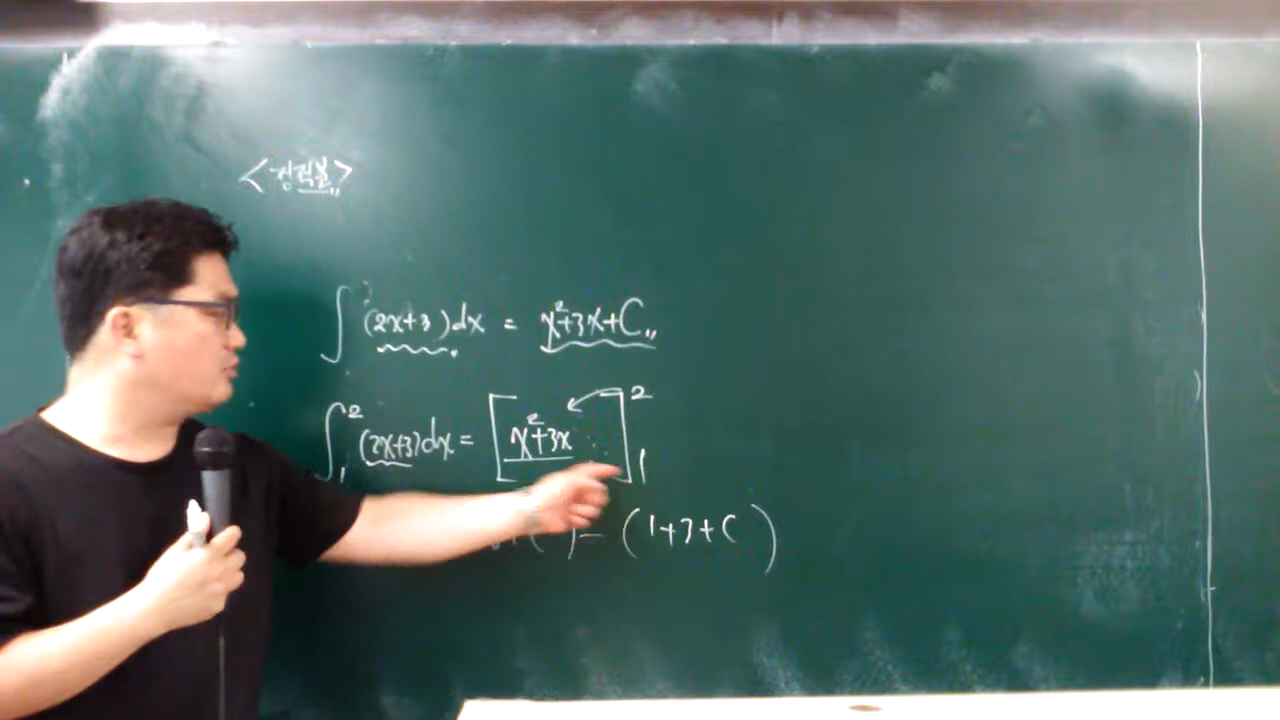 <정적분>
∫(2x+3)dx = x²+3x+C
∫₁²(2x+3)dx = [x²+3x]₁²
) - (1+3+C)